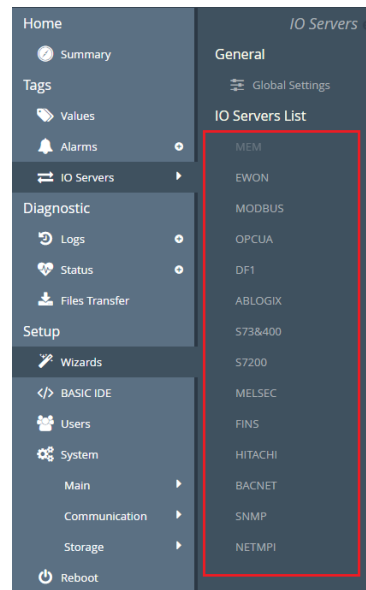 Home
Summary
Tags
Values
Alarms
IO Servers
Diagnostic
Logs
Status
Files Transfer
Setup
Wizards
</> BASIC IDE
Users
System
Main
Communication
Storage
Reboot
IO Servers
General
Global Settings
IO Servers List
MEM
EWON
MODBUS
OPCUA
DF1
ABLOGIX
S73&400
S7200
MELSEC
FINS
HITACHI
BACNET
SNMP
NETMPI